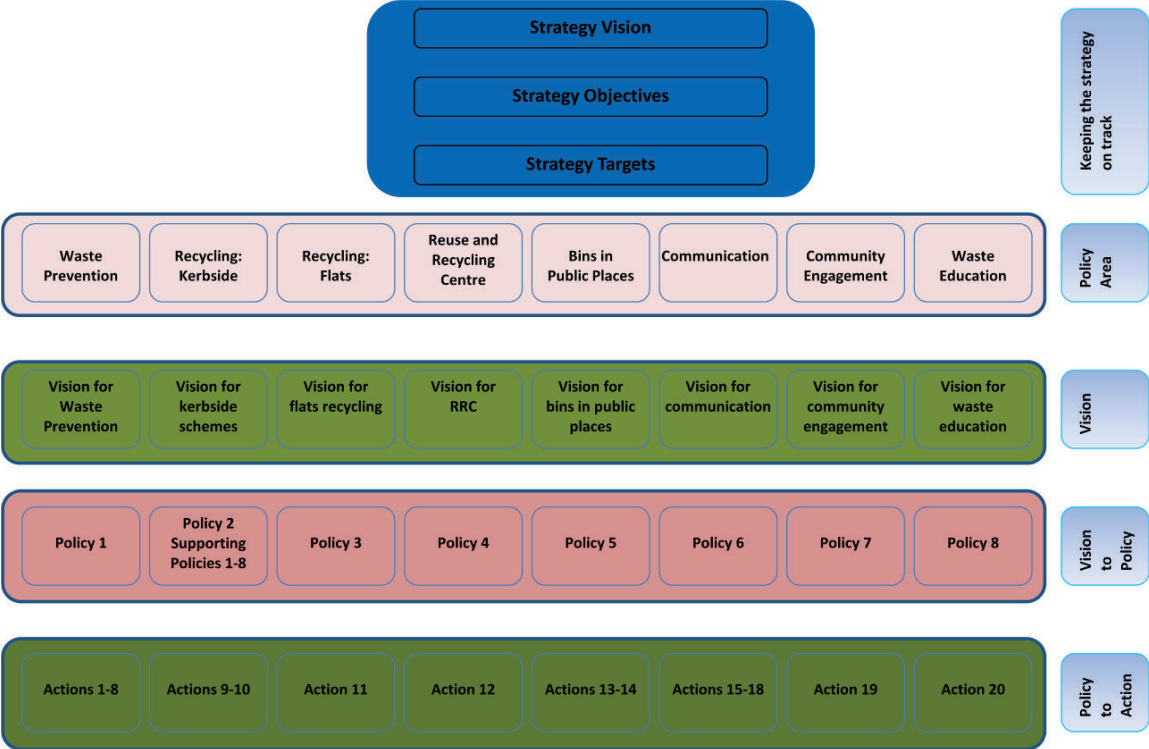 Strategy Vision
Strategy Objectives
Strategy Targets
Keeping the strategy
on track
Waste
Prevention
Recycling:
Kerbside
Recycling:
Flats
Reuse and
Recycling
Centre
Bins in
Public Places
Communication
Community
Engagement
Waste
Education
Policy
Area
Vision for
Waste
Prevention
Vision for
kerbside
schemes
Vision for
flats recycling
Vision for
RRC
Vision for
bins in public
places
Vision for
communication
Vision for
community
engagement
Vision for
waste
education
Vision
Policy 1
Policy 2
Supporting
Policies 1-8
Policy 3
Policy 4
Policy 5
Policy 6
Policy 7
Policy 8
Vision
to
Policy
Actions 1-8
Actions 9-10
Action 11
Action 12
Actions 13-14
Actions 15-18
Action 19
Action 20
Policy
to
Action